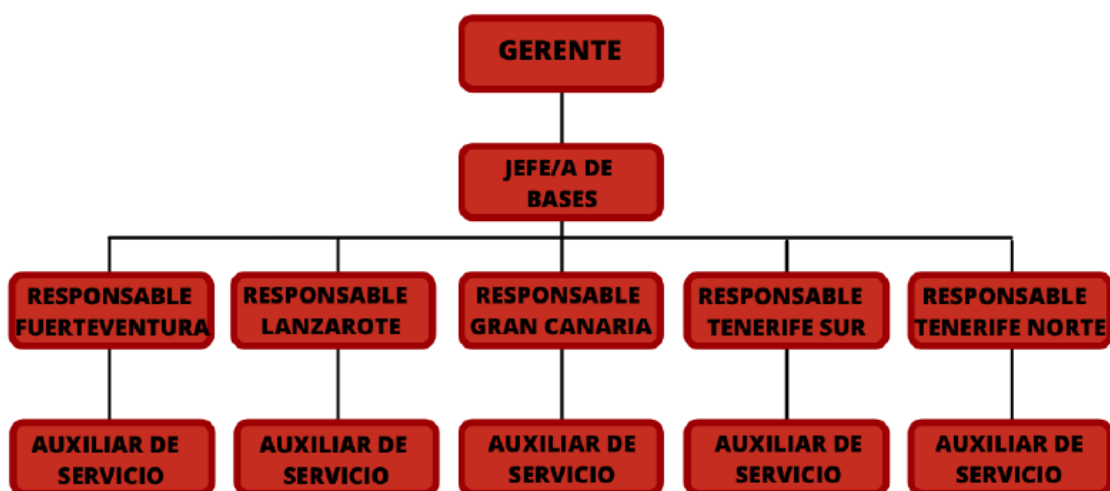 GERENTE
JEFE/A DE
BASES
RESPONSABLE
FUERTEVENTURA
RESPONSABLE
LANZAROTE
RESPONSABLE
GRAN CANARIA
RESPONSABLE
TENERIFE SUR
RESPONSABLE
TENERIFE NORTE
AUXILIAR DE
SERVICIO
AUXILIAR DE
SERVICIO
AUXILIAR DE
SERVICIO
AUXILIAR DE
SERVICIO
AUXILIAR DE
SERVICIO